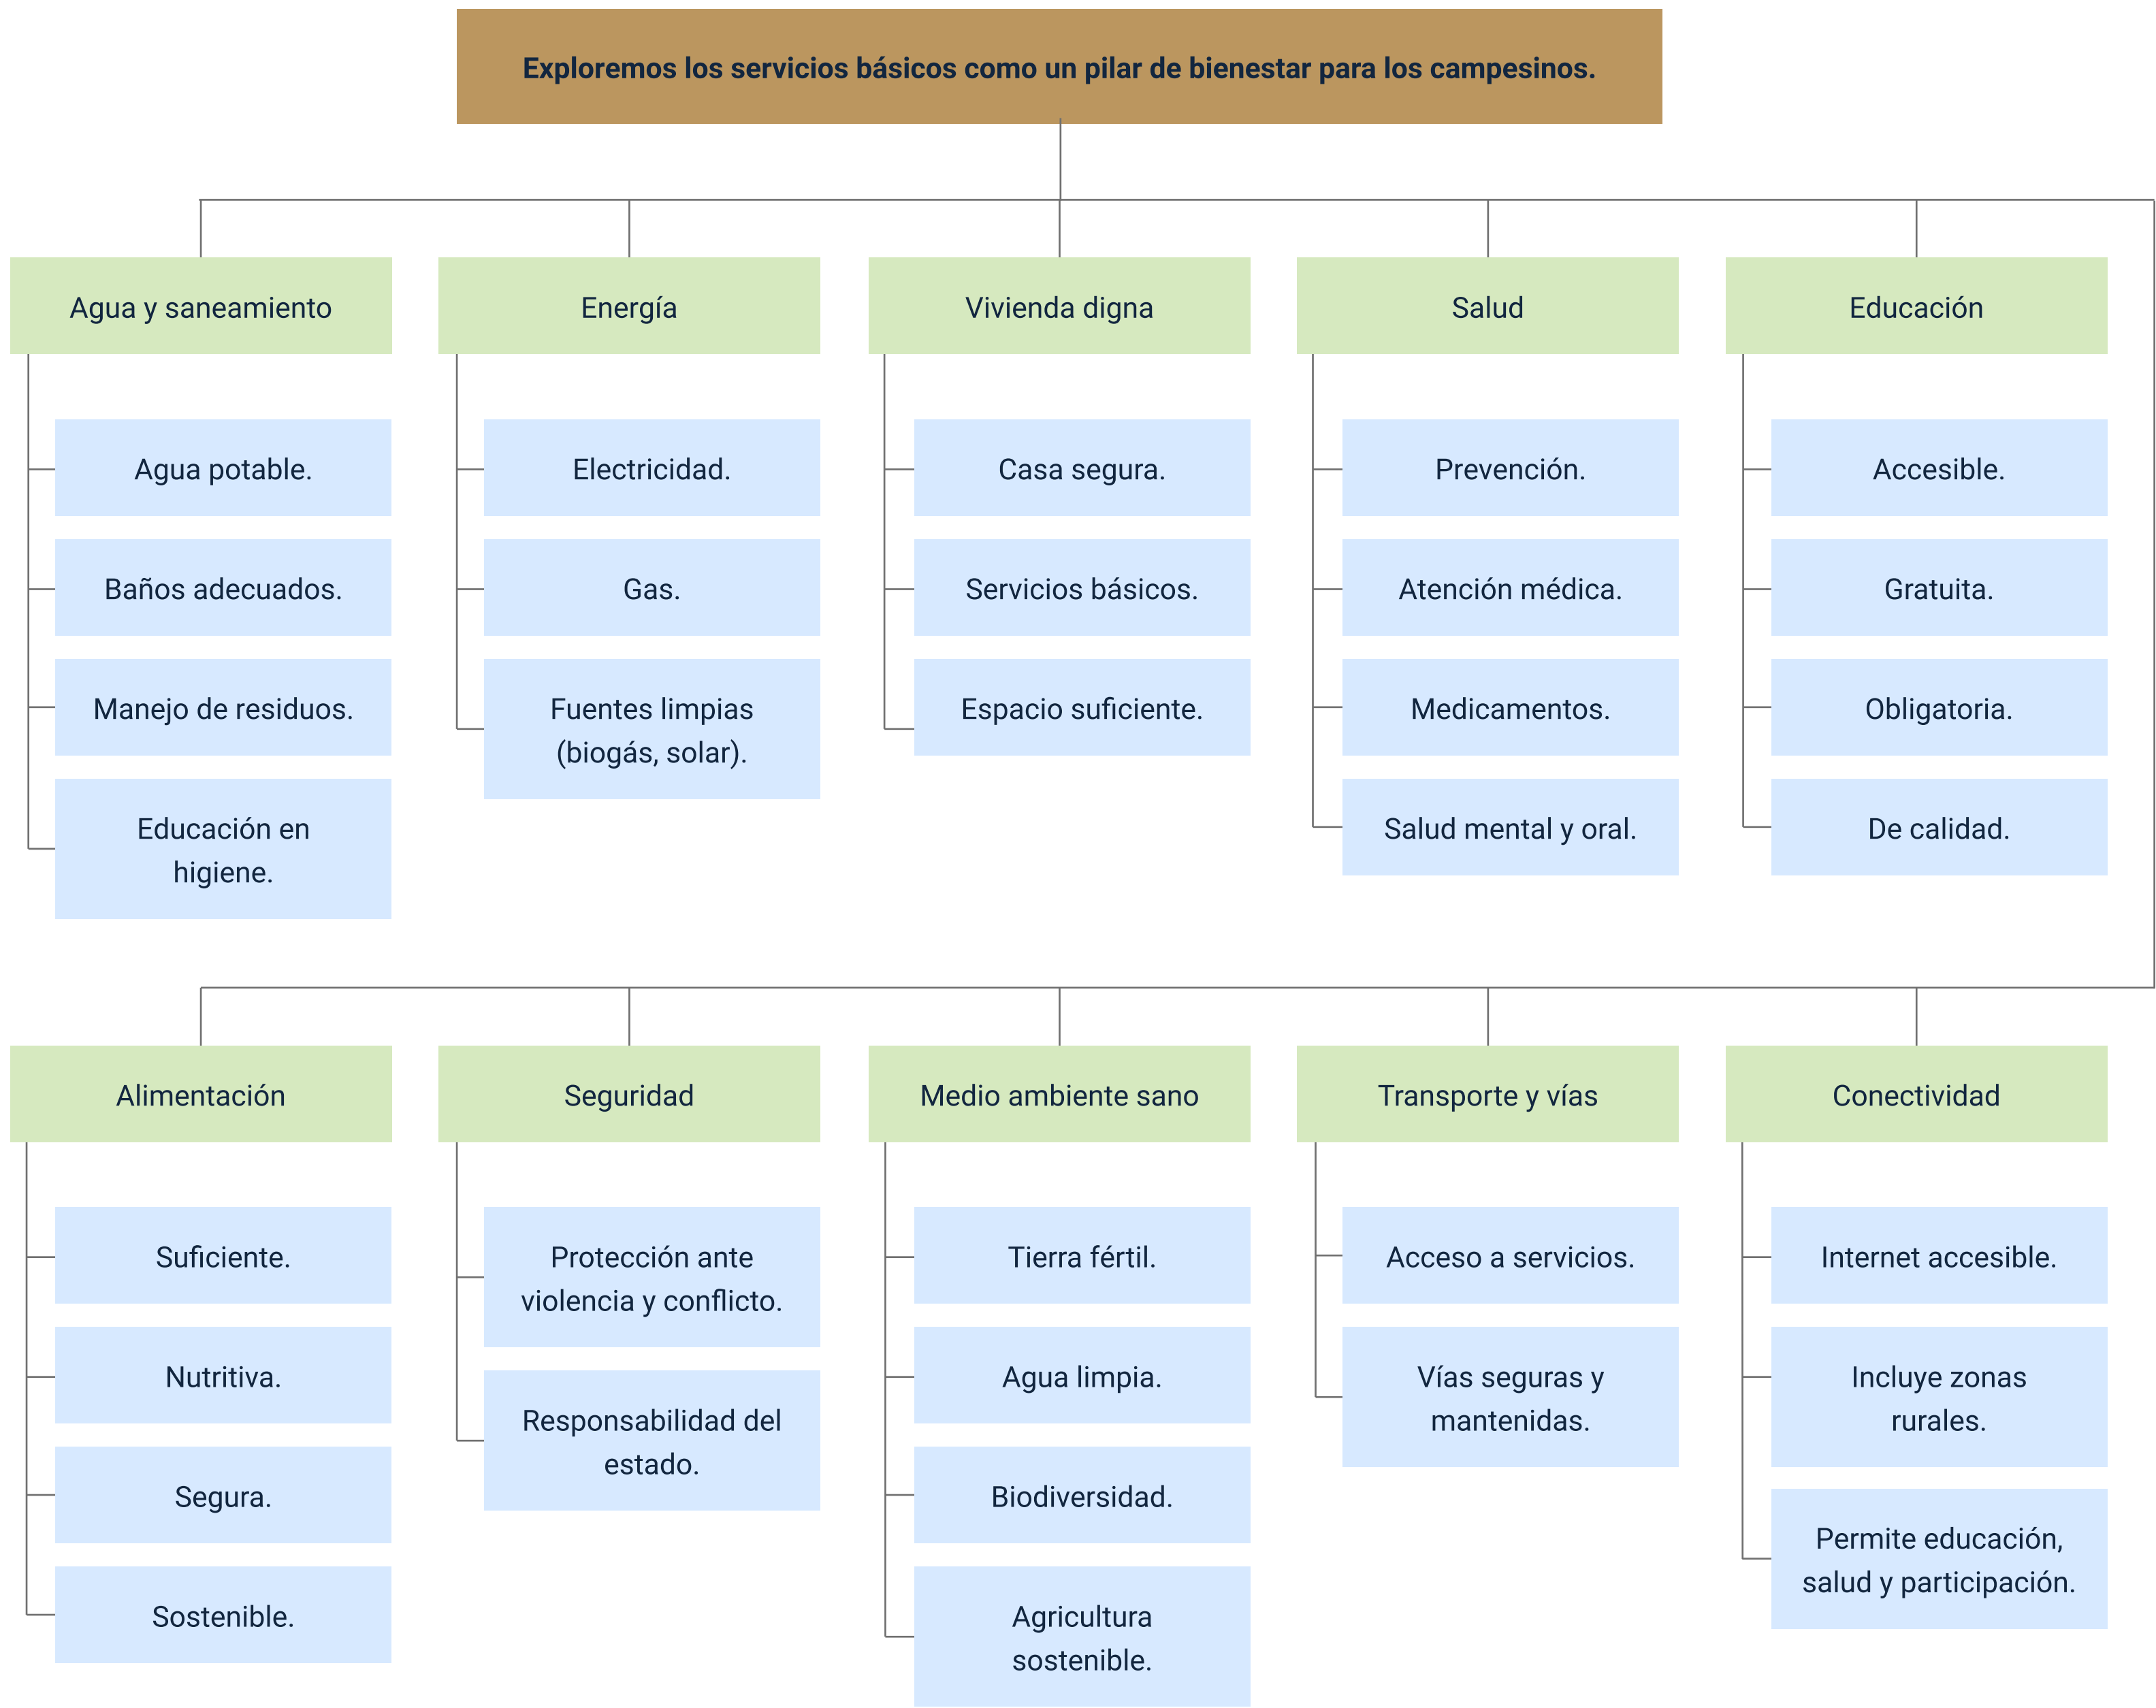 Exploremos los servicios básicos como un pilar de bienestar para los campesinos.
Agua y saneamiento
Agua potable.
Baños adecuados.
Manejo de residuos.
Educación en
higiene.
Energía
Electricidad.
Gas.
Fuentes limpias
(biogás, solar).
Vivienda digna
Casa segura.
Servicios básicos.
Espacio suficiente.
Salud
Prevención.
Atención médica.
Medicamentos.
Salud mental y oral.
Educación
Accesible.
Gratuita.
Obligatoria.
De calidad.
Alimentación
Suficiente.
Nutritiva.
Segura.
Sostenible.
Seguridad
Protección ante
violencia y conflicto.
Responsabilidad del
estado.
Medio ambiente sano
Tierra fértil.
Agua limpia.
Biodiversidad.
Agricultura
sostenible.
Transporte y vías
Acceso a servicios.
Vías seguras y
mantenidas.
Conectividad
Internet accesible.
Incluye zonas
rurales.
Permite educación,
salud y participación.